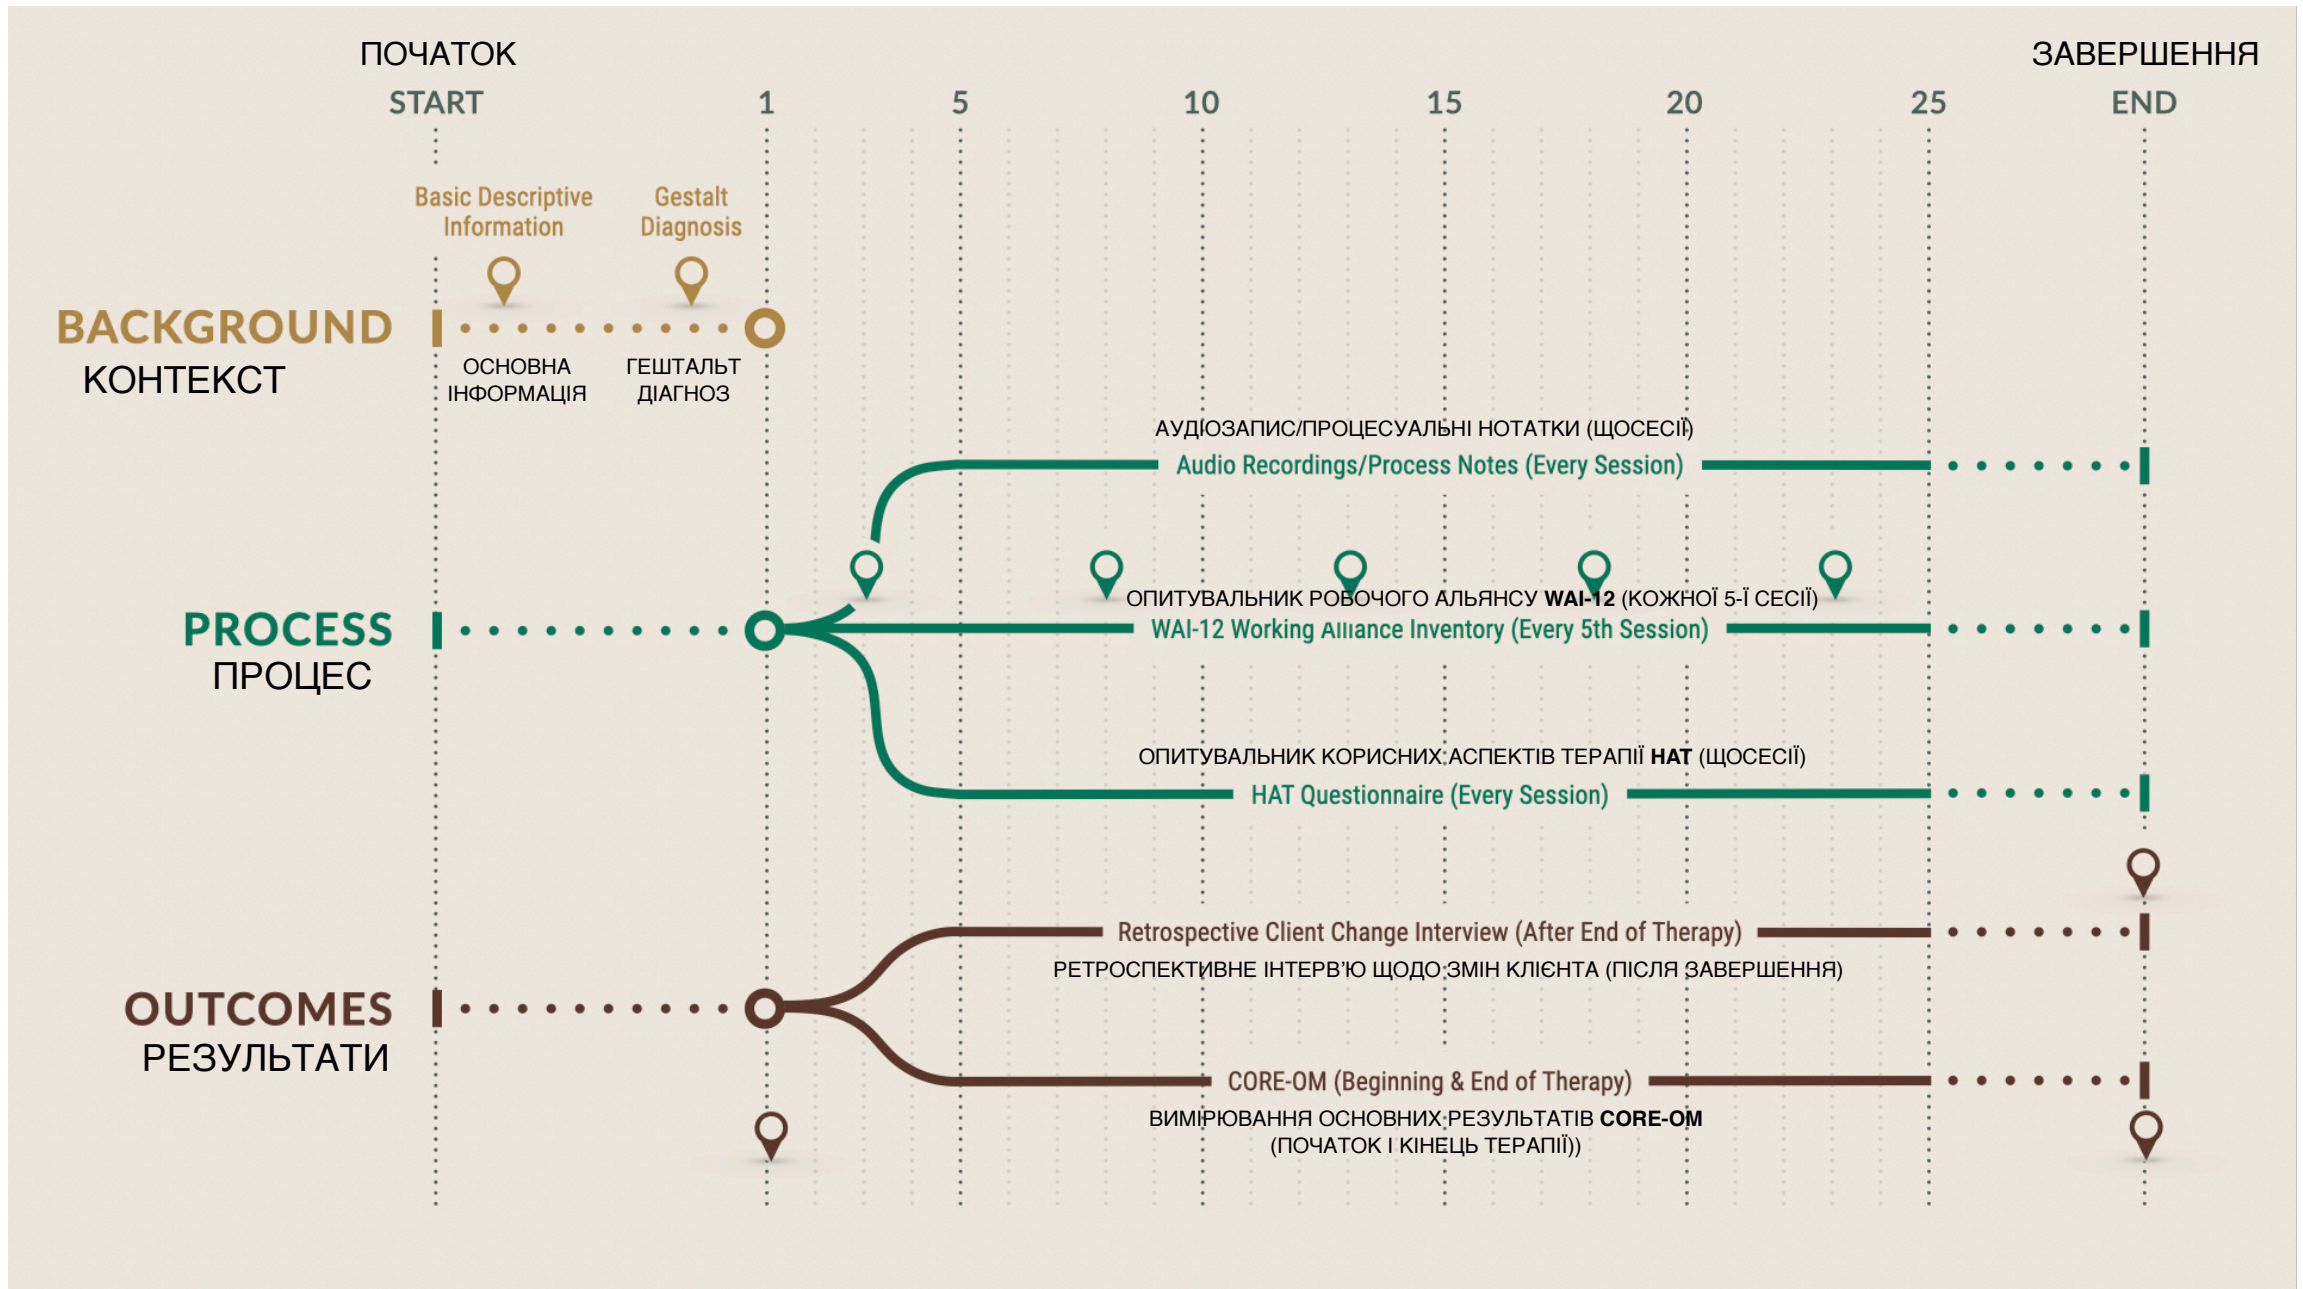 ПОЧАТОК
ЗАВЕРШЕННЯ
START
1
5
10
15
20
25
END
Basic Descriptive
Information
Gestalt
Diagnosis
BACKGROUND
КОНТЕКСТ
ОСНОВНА
ІНФОРМАЦІЯ
ГЕШТАЛЬТ
ДІАГНОЗ
АУДІОЗАПИС/ПРОЦЕСУАЛЬНІ НОТАТКИ (ЩОСЕСІЇ)
Audio Recordings/Process Notes (Every Session)
ОПИТУВАЛЬНИК РОБОЧОГО АЛЬЯНСУ WAI-12 (КОЖНОЇ 5-Ї СЕСІЇ)
PROCESS
WAI-12 Working Alliance Inventory (Every 5th Session)
ПРОЦЕС
ОПИТУВАЛЬНИК КОРИСНИХ АСПЕКТІВ ТЕРАПІЇ HAT (ЩОСЕСІЇ)
HAT Questionnaire (Every Session)
Retrospective Client Change Interview (After End of Therapy)
РЕТРОСПЕКТИВНЕ ІНТЕРВ'Ю ЩОДО ЗМІН КЛІЄНТА (ПІСЛЯ ЗАВЕРШЕННЯ)
OUTCOMES
РЕЗУЛЬТАТИ
CORE-OM (Beginning & End of Therapy)
ВИМІРЮВАННЯ ОСНОВНИХ РЕЗУЛЬТАТІВ CORE-OM
(ПОЧАТОК І КІНЕЦЬ ТЕРАПІЇ))